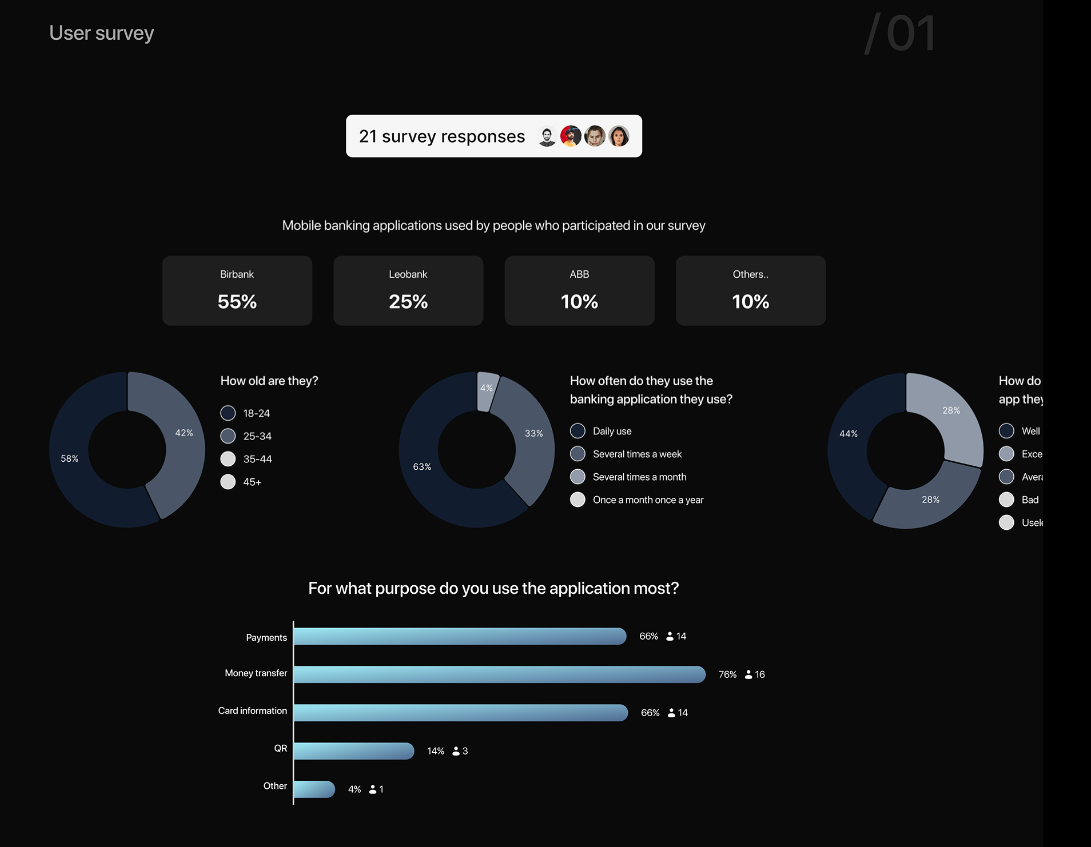 User survey
/01
21 survey responses
Mobile banking applications used by people who participated in our survey
Birbank
55%
Leobank
25%
ABB
10%
Others..
10%
58%
42%
How old are they?
18-24
25-34
35-44
45+
4%
33%
63%
How often do they use the
banking application they use?
Daily use
Several times a week
Several times a month
Once a month once a year
44%
28%
28%
How do
app they
Well
Bad
For what purpose do you use the application most?
Payments
66%
14
Money transfer
76%
16
Card information
66%
14
QR
14%
3
Other
4%
1